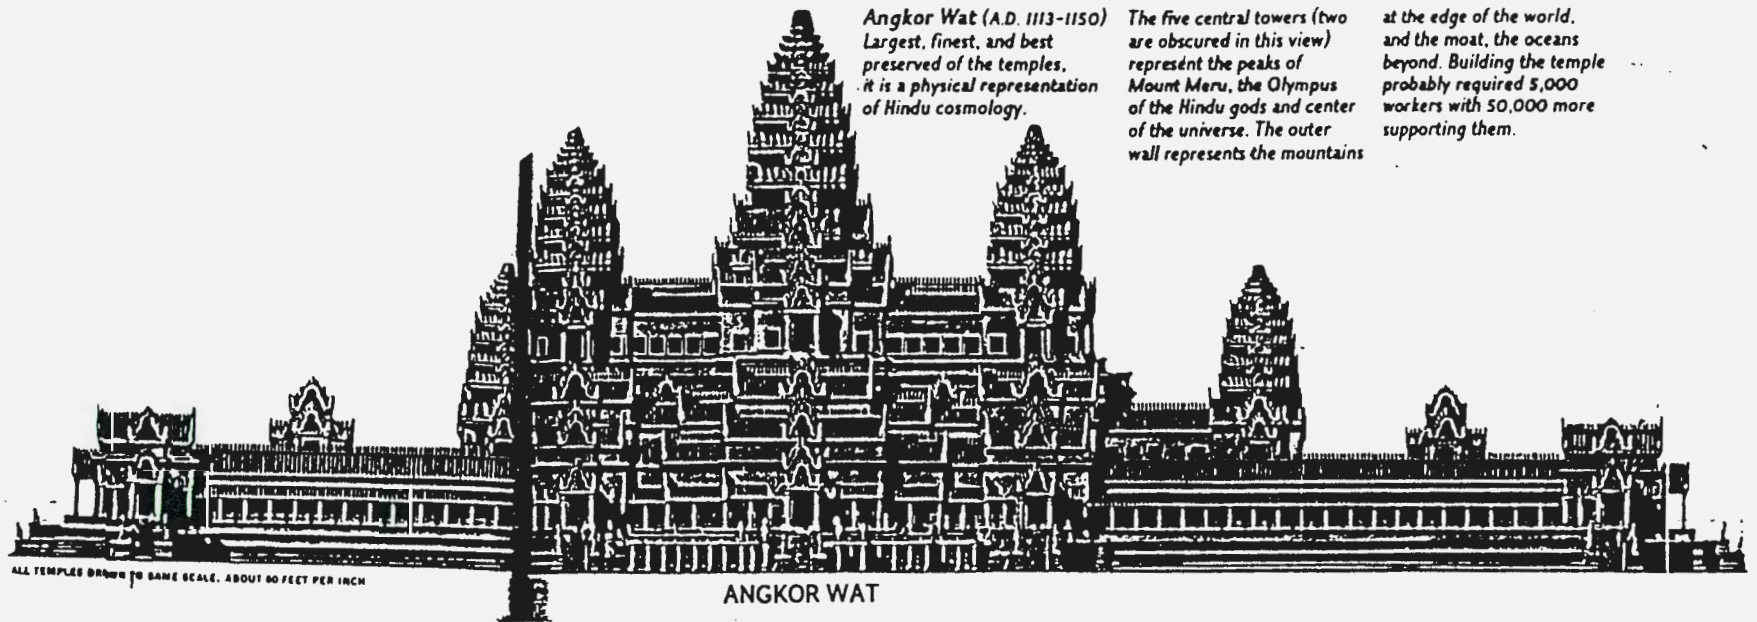 Angkor Wat (A.D. 1113-1150)
Largest, finest, and best
preserved of the temples,
it is a physical representation
of Hindu cosmology.
The five central towers (two
are obscured in this view)
represent the peaks of
Mount Meru, the Olympus
of the Hindu gods and center
of the universe. The outer
wall represents the mountains
at the edge of the world,
and the moat, the oceans
beyond. Building the temple
probably required 5,000
workers with 50,000 more
supporting them.
ALL TEMPLES DRAWN TO SAME SCALE, ABOUT 60 FEET PER INCH
ANGKOR WAT